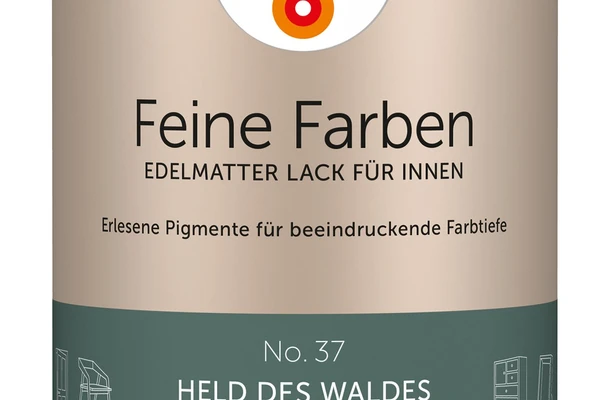 Feine Farben
EDELMATTER LACK FÜR INNEN
Erlesene Pigmente für beeindruckende Farbtiefe
No. 37
HELD DES WALDES